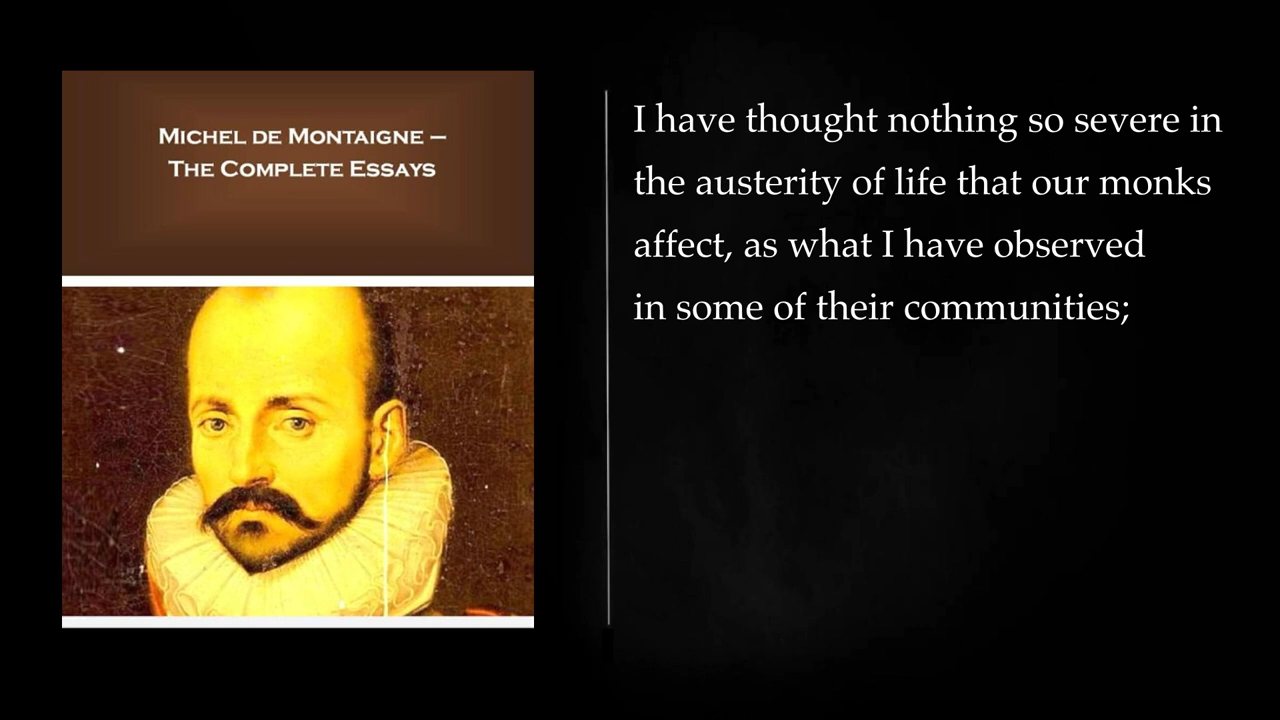 MICHEL DE MONTAIGNE –
THE COMPLETE ESSAYS
I have thought nothing so severe in
the austerity of life that our monks
affect, as what I have observed
in some of their communities;